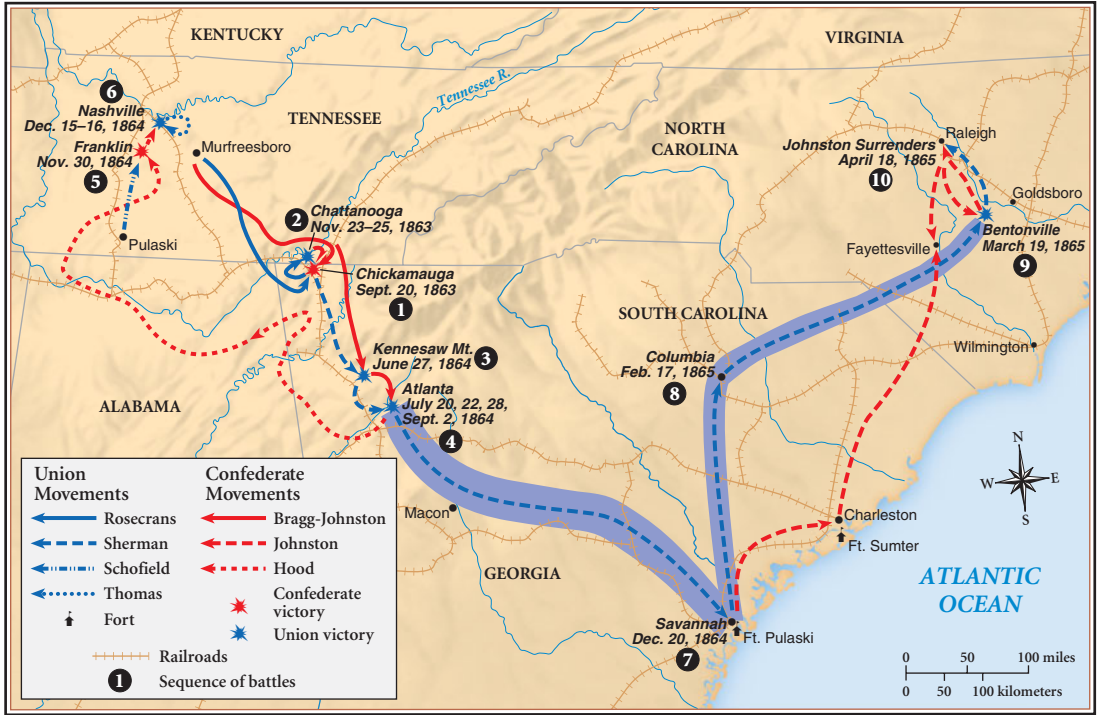 KENTUCKY
VIRGINIA
Tennessee R.
6
Nashville
Dec. 15–16, 1864
TENNESSEE
Franklin
Nov. 30, 1864
5
Murfreesboro
NORTH
CAROLINA
Raleigh
Johnston Surrenders
April 18, 1865
10
Goldsboro
2
Chattanooga
Nov. 23–25, 1863
Pulaski
Bentonville
March 19, 1865
9
Fayettesville
Chickamauga
Sept. 20, 1863
1
SOUTH CAROLINA
Wilmington
Kennesaw Mt.
June 27, 1864
3
Columbia
Feb. 17, 1865
8
ALABAMA
Atlanta
July 20, 22, 28,
Sept. 2, 1864
4
Macon
Charleston
Ft. Sumter
GEORGIA
ATLANTIC
OCEAN
Savannah
Dec. 20, 1864
7
Ft. Pulaski
N
W
E
S
Union
Movements
Rosecrans
Sherman
Schofield
Thomas
Fort
Confederate
Movements
Bragg-Johnston
Johnston
Hood
Confederate
victory
Union victory
Railroads
1
Sequence of battles
0 50 100 miles
0 50 100 kilometers